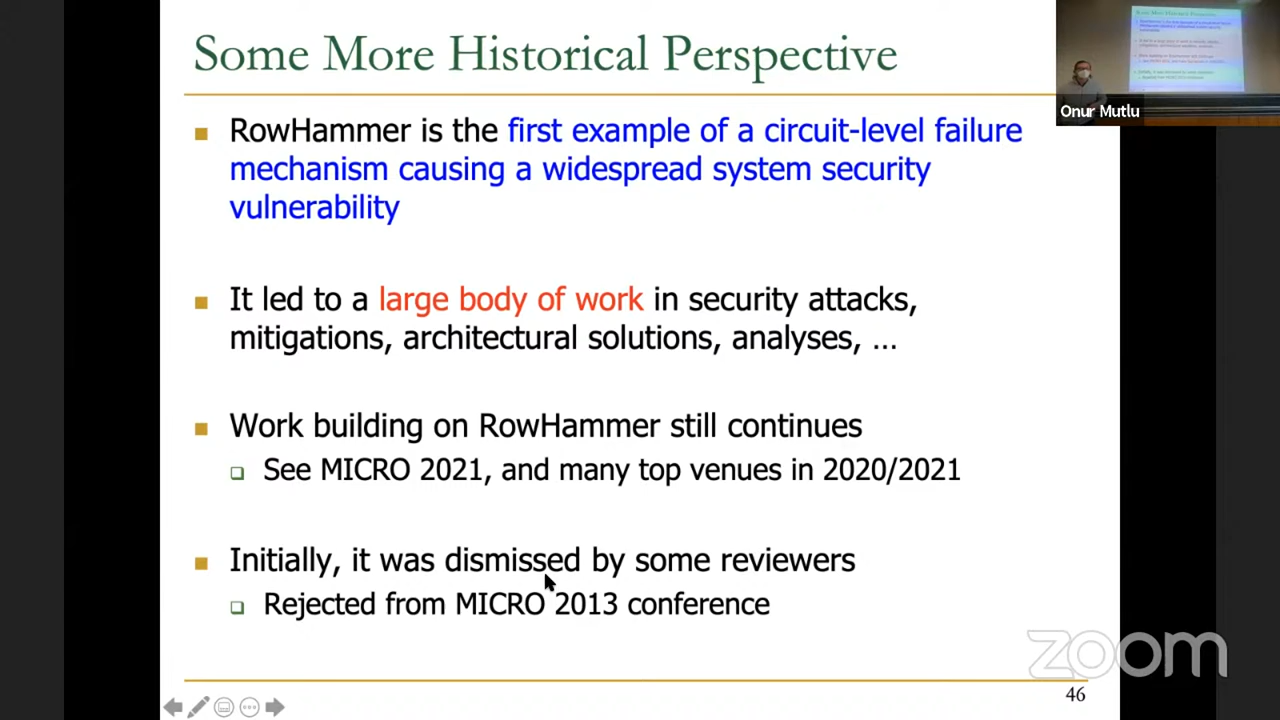 Some More Historical Perspective
Onur Mutlu
RowHammer is the first example of a circuit-level failure
mechanism causing a widespread system security
vulnerability
It led to a large body of work in security attacks,
mitigations, architectural solutions, analyses, ...
Work building on RowHammer still continues
See MICRO 2021, and many top venues in 2020/2021
Initially, it was dismissed by some reviewers
Rejected from MICRO 2013 conference
zoom
46